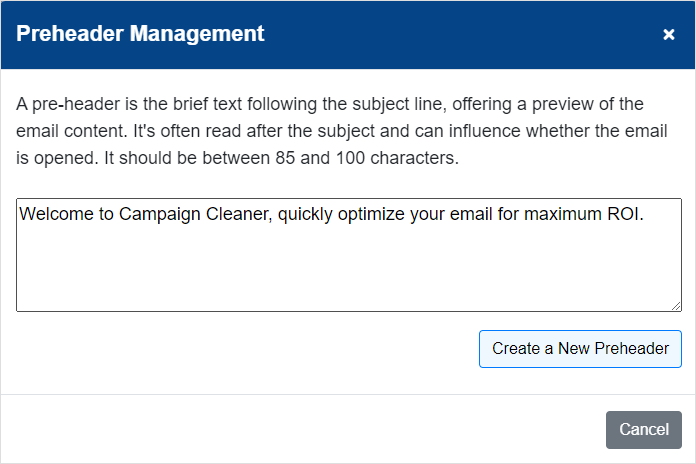 Preheader Management
×
A pre-header is the brief text following the subject line, offering a preview of the
email content. It's often read after the subject and can influence whether the email
is opened. It should be between 85 and 100 characters.
Welcome to Campaign Cleaner, quickly optimize your email for maximum ROI.
Create a New Preheader
Cancel